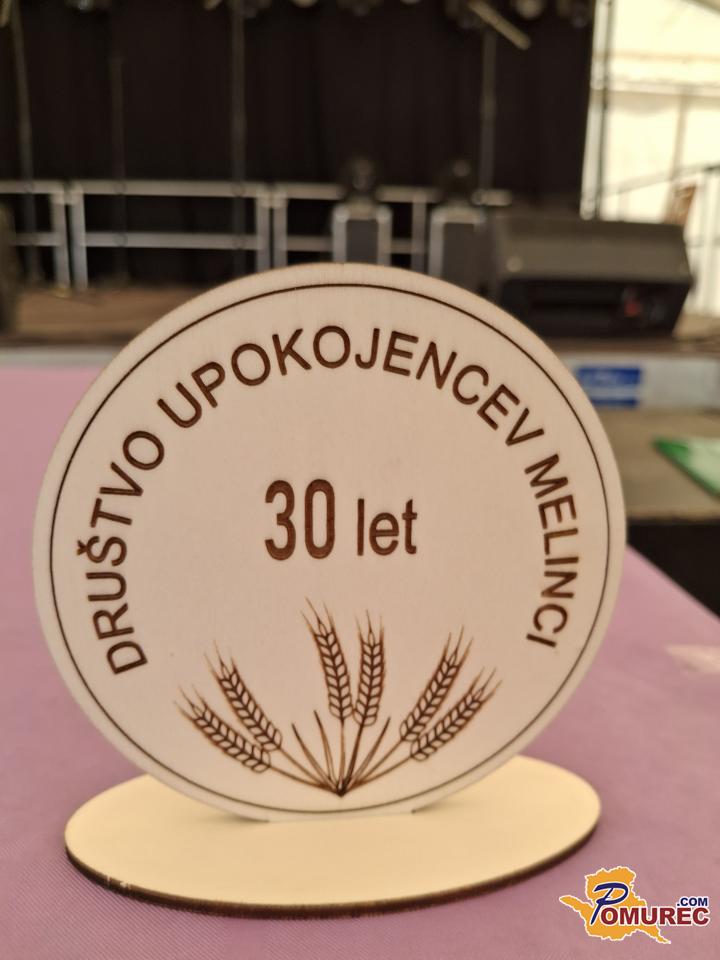 DRUŠTVO UPOKOJENCEV MELINCI
30 let
POMUREC.COM